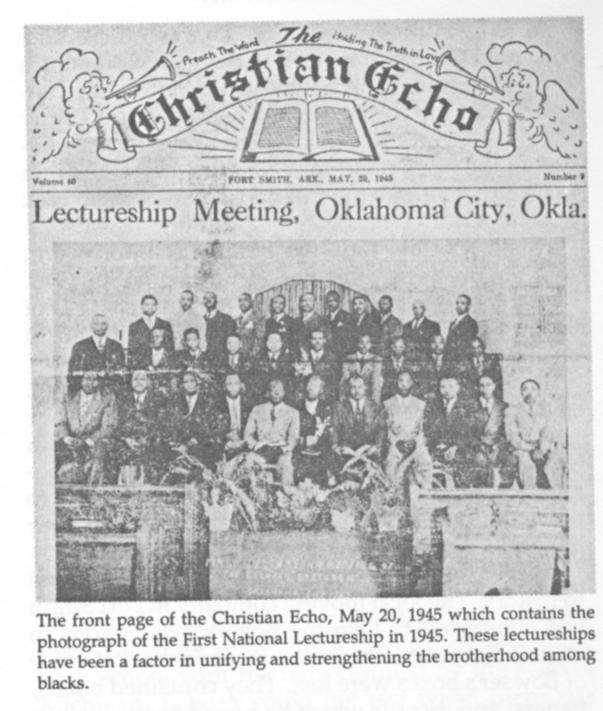 Preach The Word The Holding The Truth in Love
Christian Echo
Volume 40 FORT SMITH, ARK., MAY, 20, 1945 Number 9
Lectureship Meeting, Oklahoma City, Okla.
The front page of the Christian Echo, May 20, 1945 which contains the
photograph of the First National Lectureship in 1945. These lectureships
have been a factor in unifying and strengthening the brotherhood among
blacks.